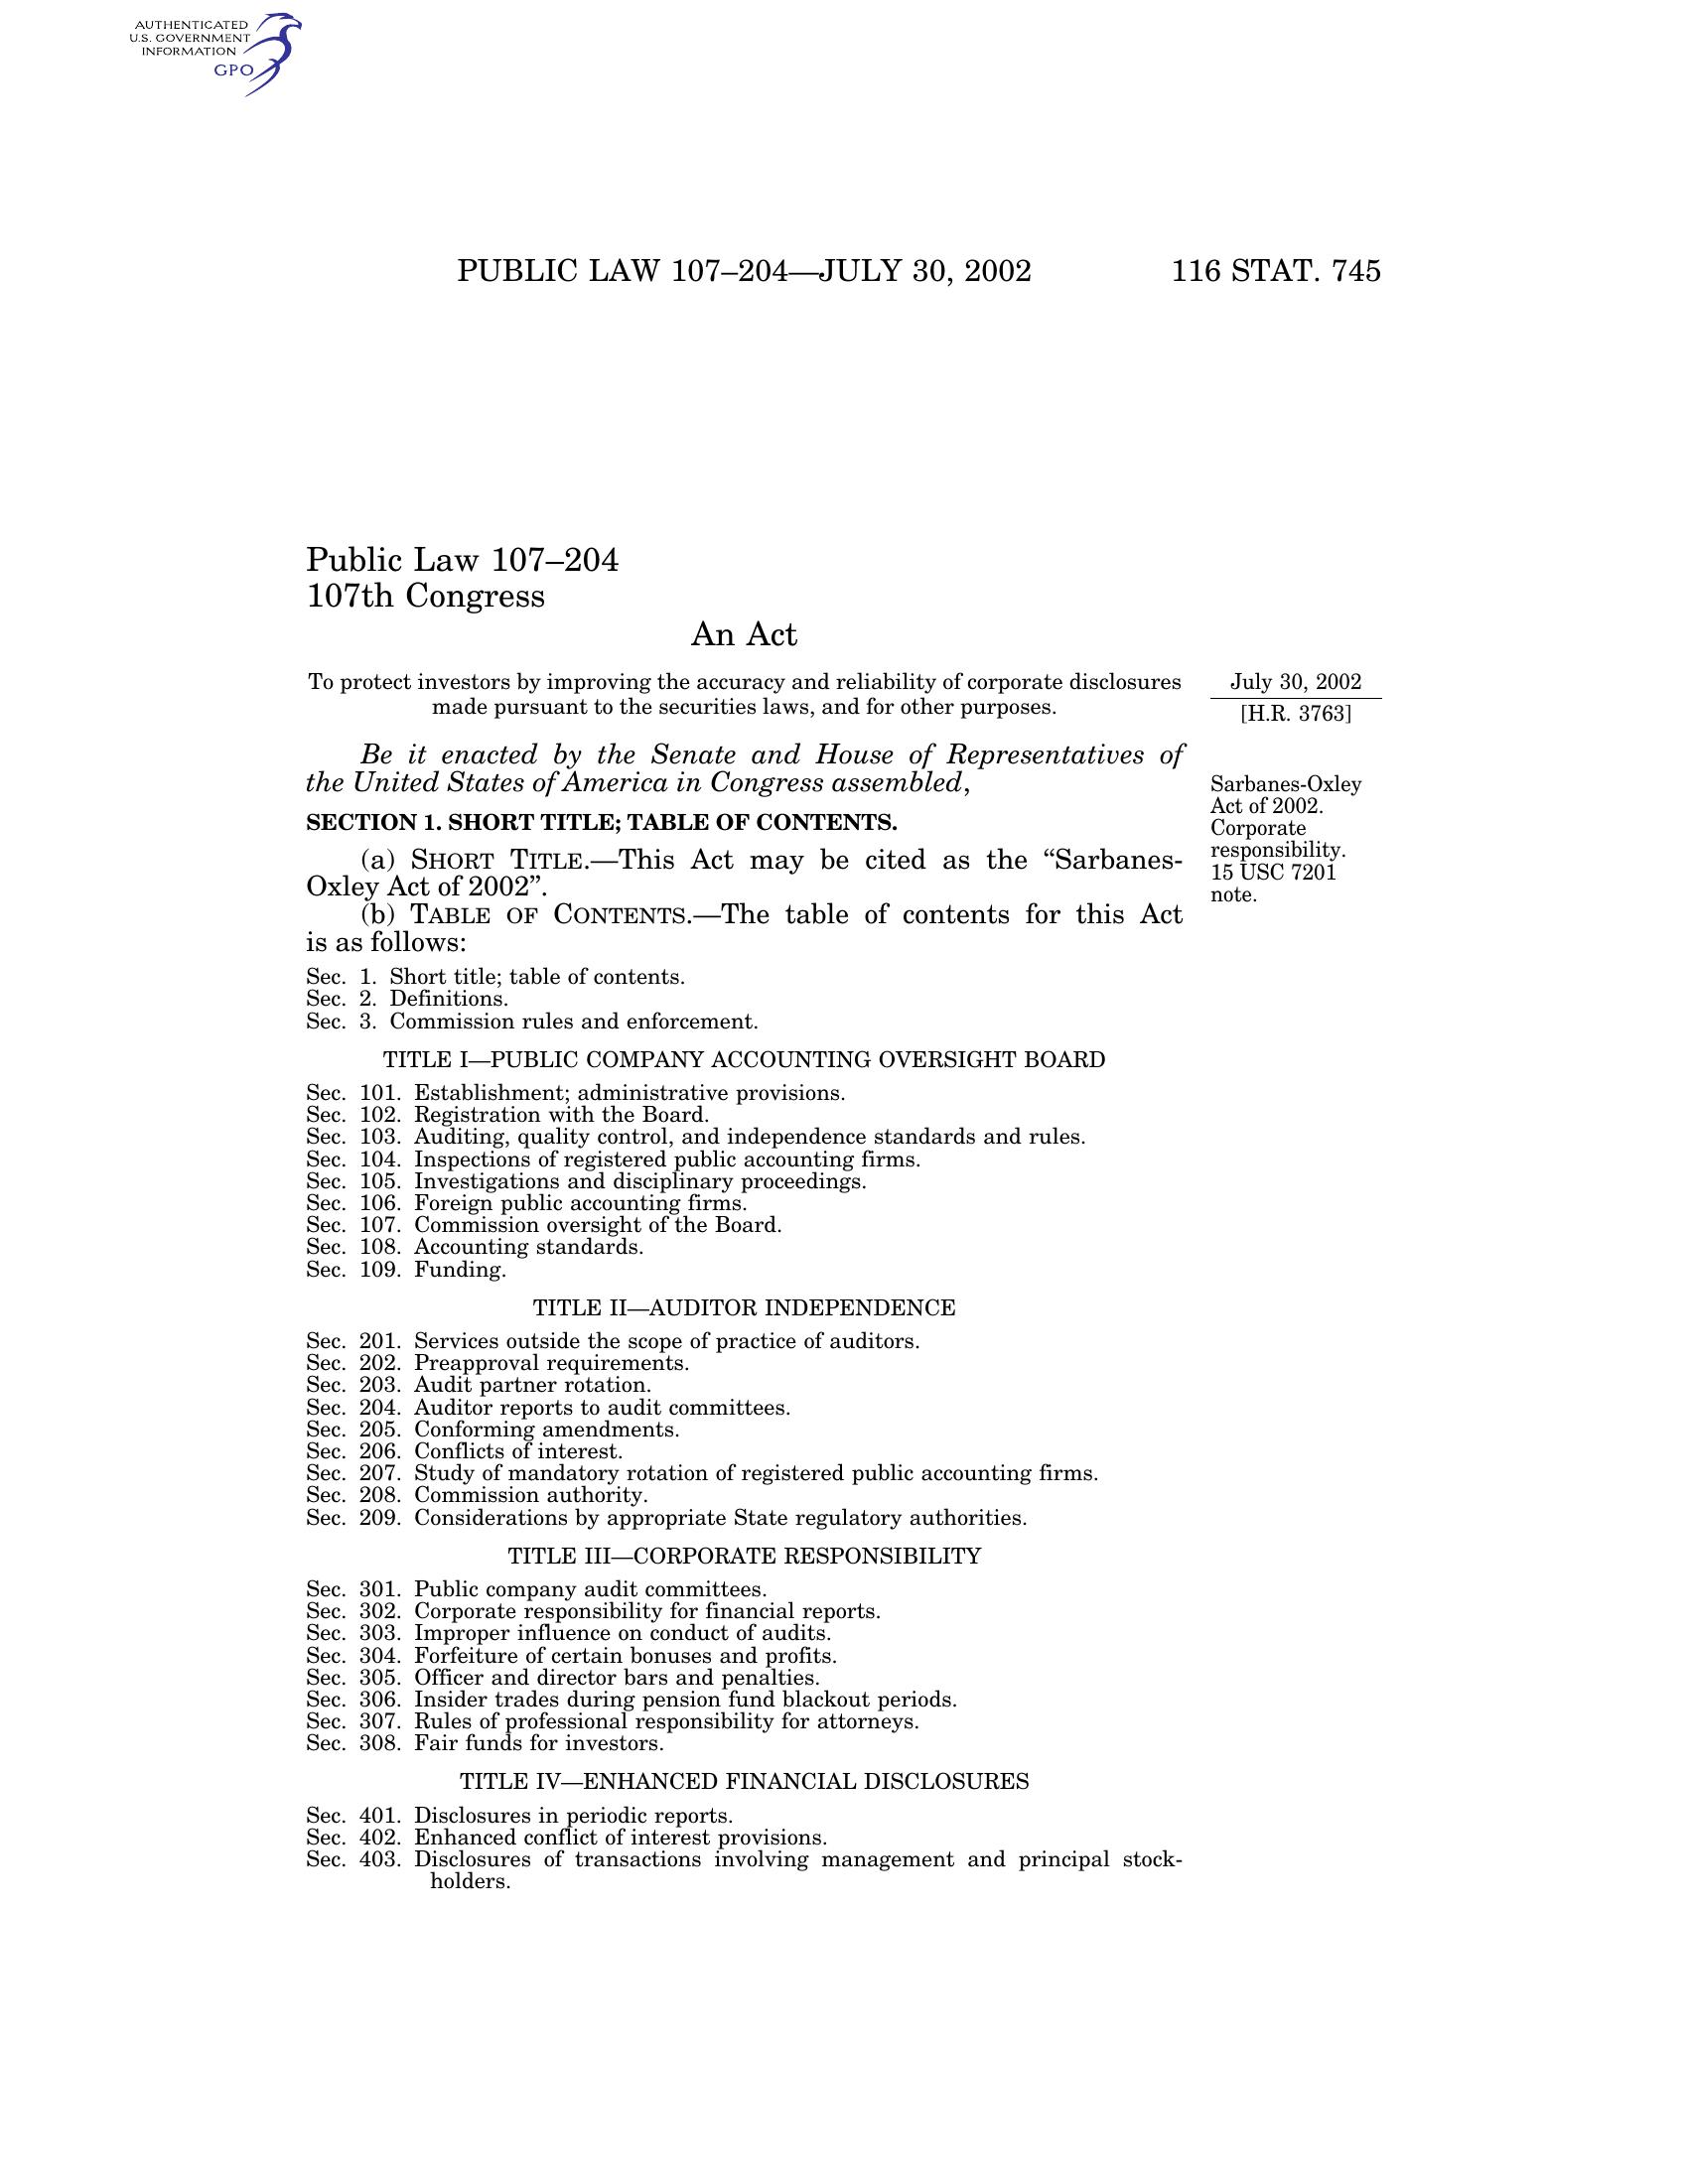 AUTHENTICATED
U.S. GOVERNMENT
INFORMATION
GPO
PUBLIC LAW 107–204—JULY 30, 2002 116 STAT. 745
Public Law 107–204
107th Congress
An Act
To protect investors by improving the accuracy and reliability of corporate disclosures
made pursuant to the securities laws, and for other purposes.
July 30, 2002
[H.R. 3763]
Be it enacted by the Senate and House of Representatives of
the United States of America in Congress assembled,
Sarbanes-Oxley
Act of 2002.
Corporate
responsibility.
15 USC 7201
note.
SECTION 1. SHORT TITLE; TABLE OF CONTENTS.
(a) SHORT TITLE.—This Act may be cited as the “Sarbanes-
Oxley Act of 2002”.
(b) TABLE OF CONTENTS.—The table of contents for this Act
is as follows:
Sec. 1. Short title; table of contents.
Sec. 2. Definitions.
Sec. 3. Commission rules and enforcement.
TITLE I—PUBLIC COMPANY ACCOUNTING OVERSIGHT BOARD
Sec. 101. Establishment; administrative provisions.
Sec. 102. Registration with the Board.
Sec. 103. Auditing, quality control, and independence standards and rules.
Sec. 104. Inspections of registered public accounting firms.
Sec. 105. Investigations and disciplinary proceedings.
Sec. 106. Foreign public accounting firms.
Sec. 107. Commission oversight of the Board.
Sec. 108. Accounting standards.
Sec. 109. Funding.
TITLE II—AUDITOR INDEPENDENCE
Sec. 201. Services outside the scope of practice of auditors.
Sec. 202. Preapproval requirements.
Sec. 203. Audit partner rotation.
Sec. 204. Auditor reports to audit committees.
Sec. 205. Conforming amendments.
Sec. 206. Conflicts of interest.
Sec. 207. Study of mandatory rotation of registered public accounting firms.
Sec. 208. Commission authority.
Sec. 209. Considerations by appropriate State regulatory authorities.
TITLE III—CORPORATE RESPONSIBILITY
Sec. 301. Public company audit committees.
Sec. 302. Corporate responsibility for financial reports.
Sec. 303. Improper influence on conduct of audits.
Sec. 304. Forfeiture of certain bonuses and profits.
Sec. 305. Officer and director bars and penalties.
Sec. 306. Insider trades during pension fund blackout periods.
Sec. 307. Rules of professional responsibility for attorneys.
Sec. 308. Fair funds for investors.
TITLE IV—ENHANCED FINANCIAL DISCLOSURES
Sec. 401. Disclosures in periodic reports.
Sec. 402. Enhanced conflict of interest provisions.
Sec. 403. Disclosures of transactions involving management and principal stock-
holders.